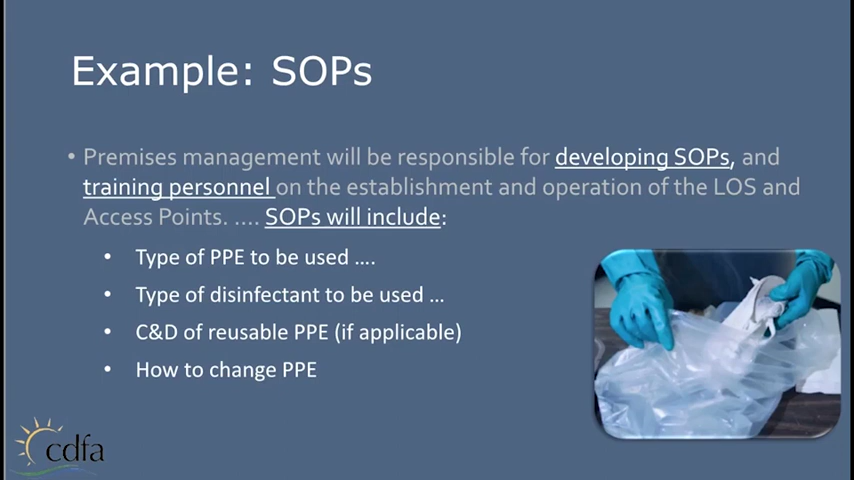 Example: SOPs
• Premises management will be responsible for developing SOPs, and
training personnel on the establishment and operation of the LOS and
Access Points. .... SOPs will include:
• Type of PPE to be used ....
• Type of disinfectant to be used ...
• C&D of reusable PPE (if applicable)
• How to change PPE
cdfa